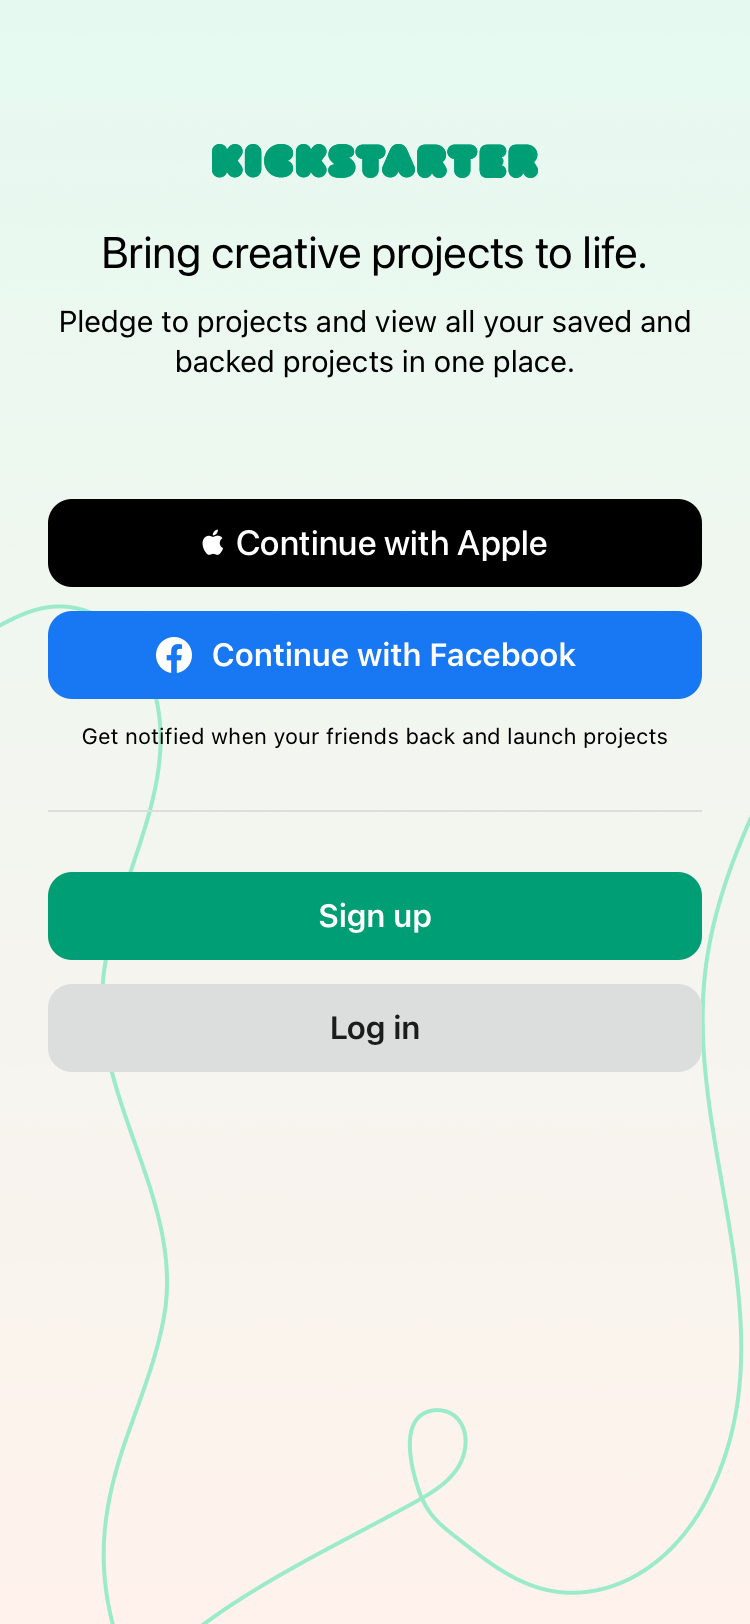 KICKSTARTER
Bring creative projects to life.
Pledge to projects and view all your saved and
backed projects in one place.
Continue with Apple
Continue with Facebook
Get notified when your friends back and launch projects
Sign up
Log in